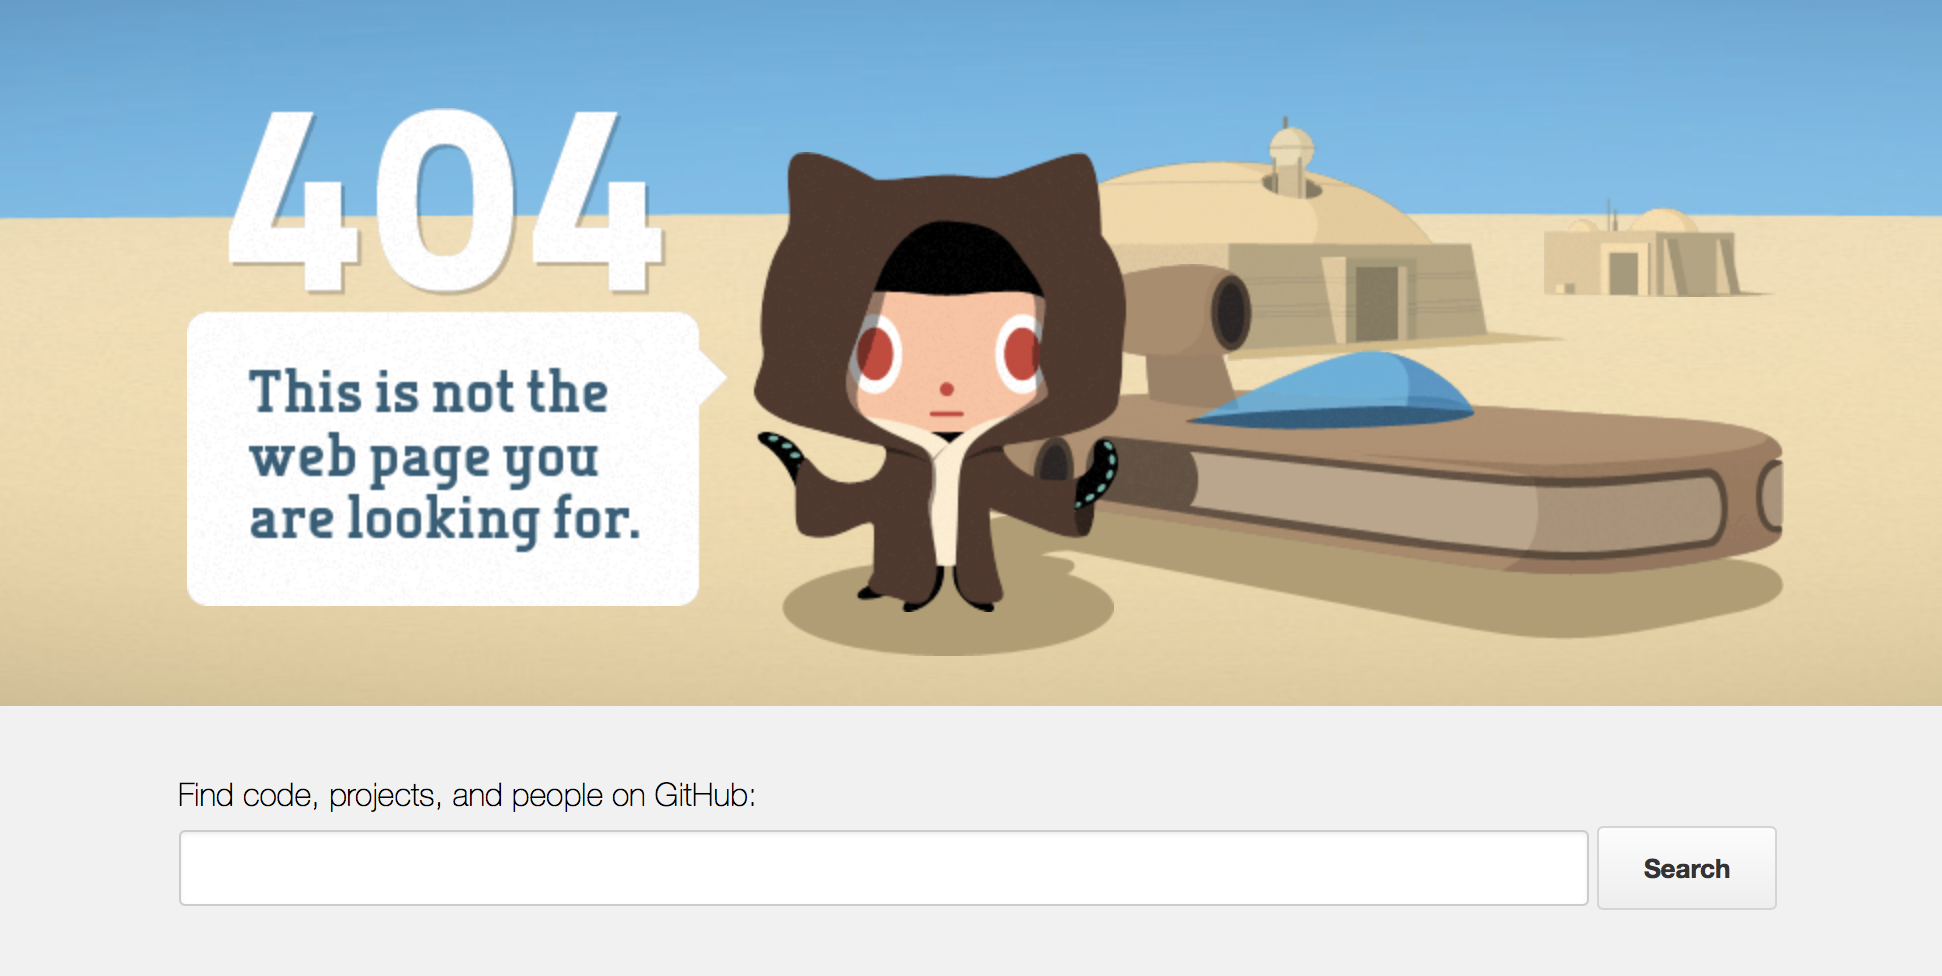 404
This is not the
web page you
are looking for.
Find code, projects, and people on GitHub:
Search